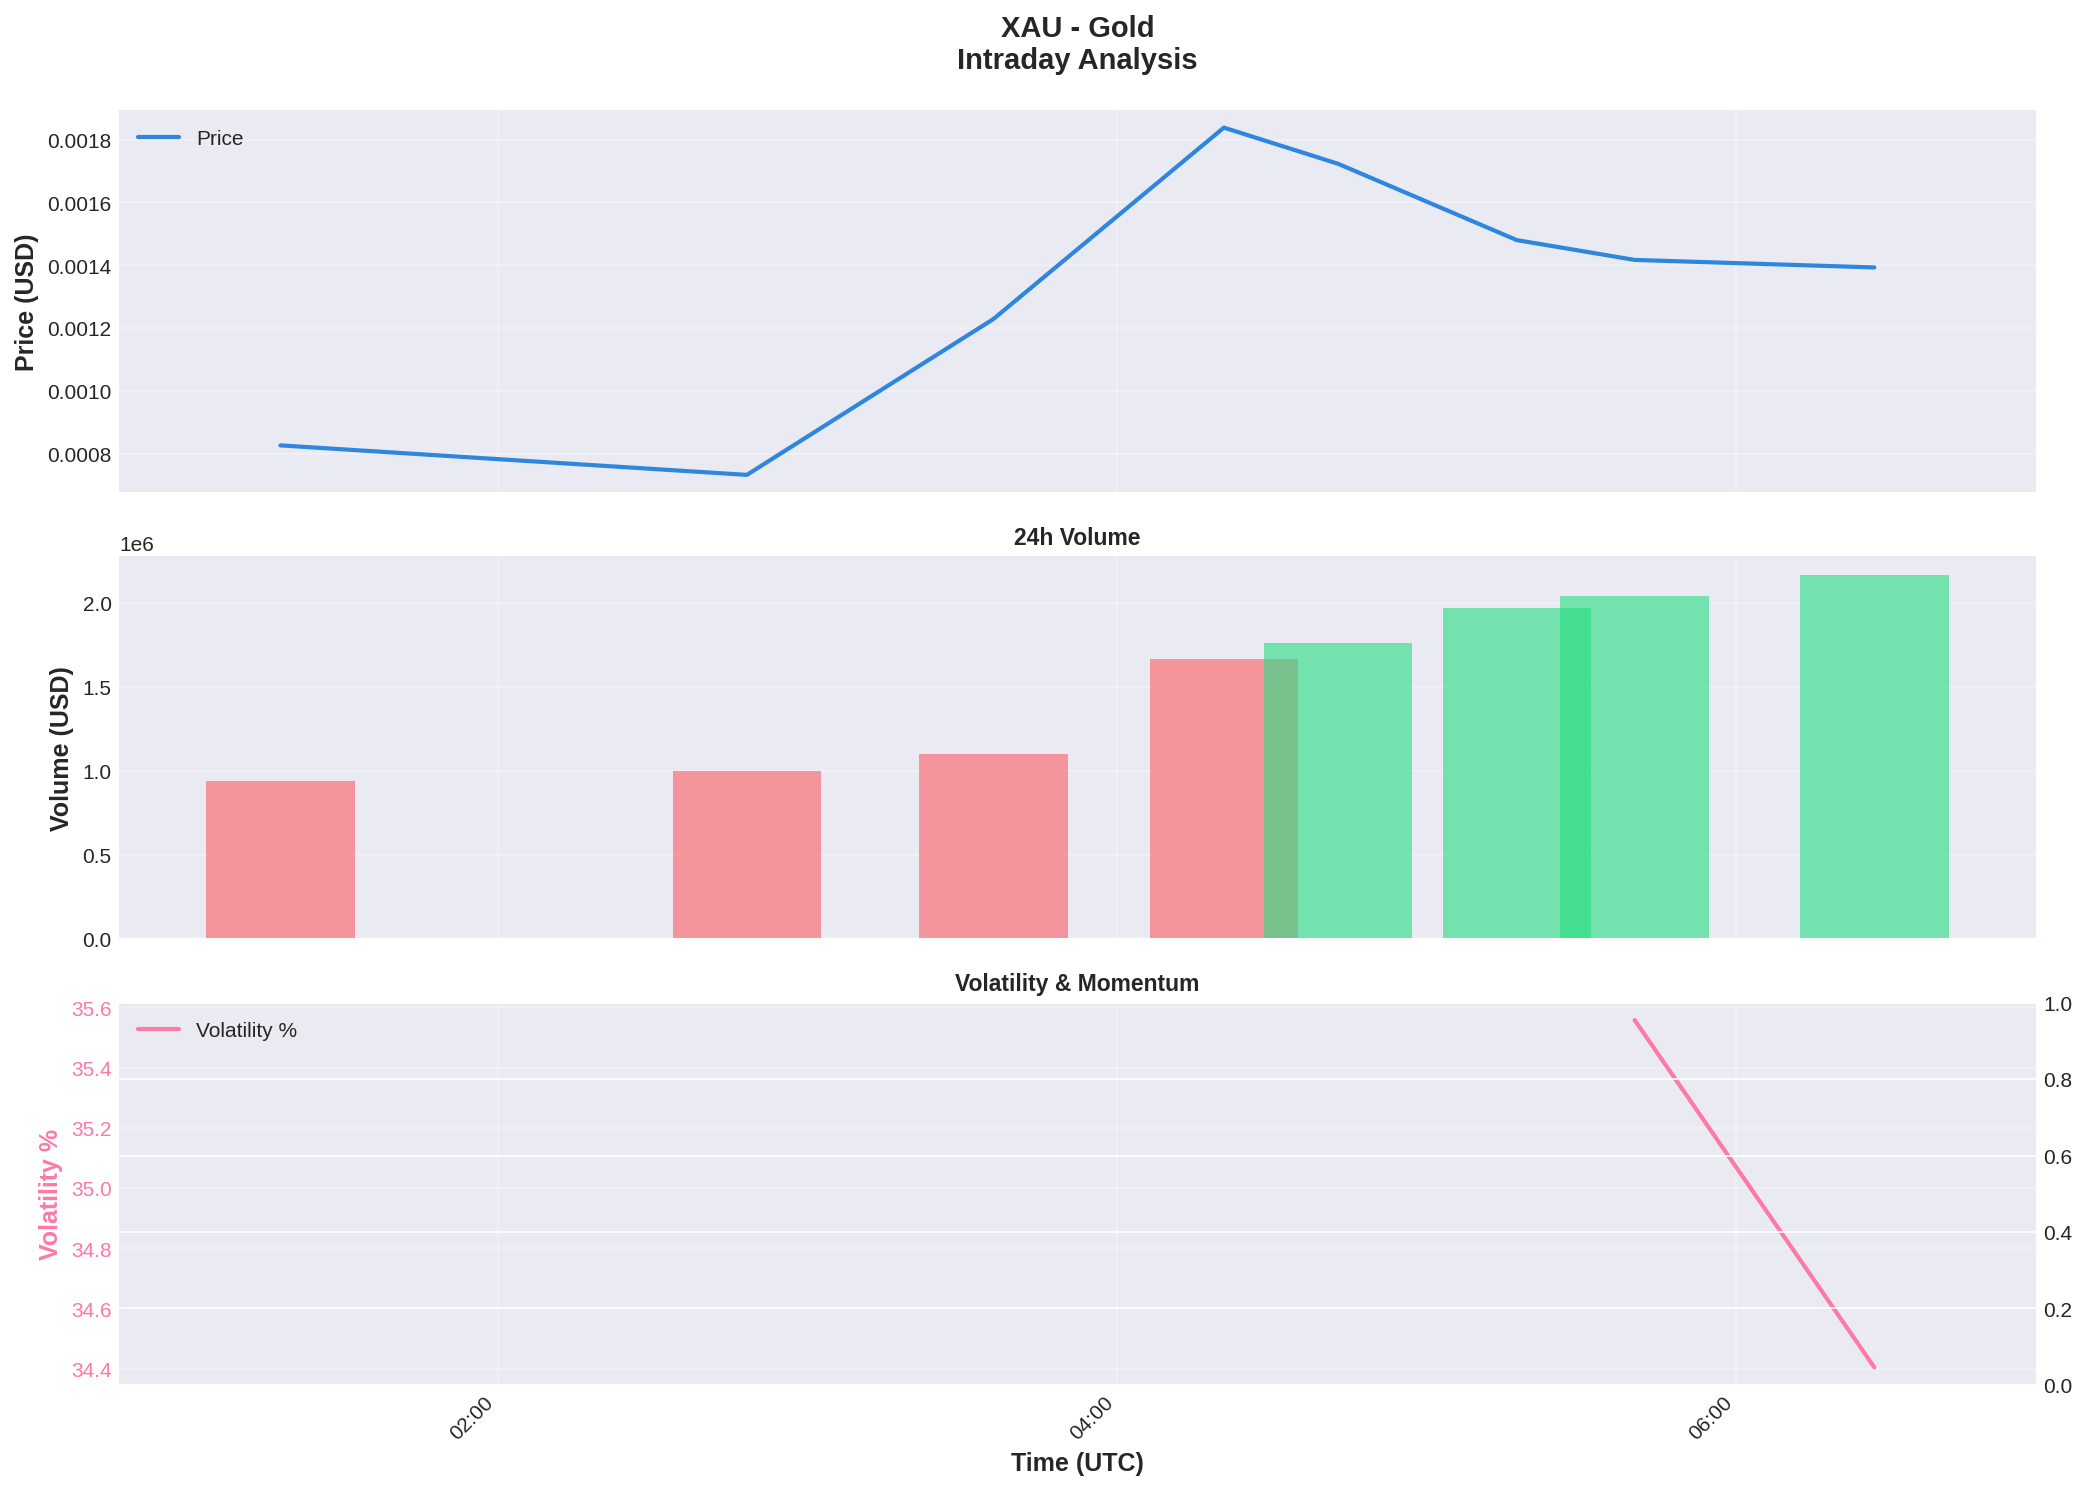 XAU - Gold
Intraday Analysis
Price
0.0018
0.0016
0.0014
0.0012
0.0010
0.0008
Price (USD)
24h Volume
1e6
2.0
1.5
1.0
0.5
0.0
Volume (USD)
Volatility & Momentum
Volatility %
35.6
35.4
35.2
35.0
34.8
34.6
34.4
Volatility %
1.0
0.8
0.6
0.4
0.2
0.0
02:00
04:00
06:00
Time (UTC)